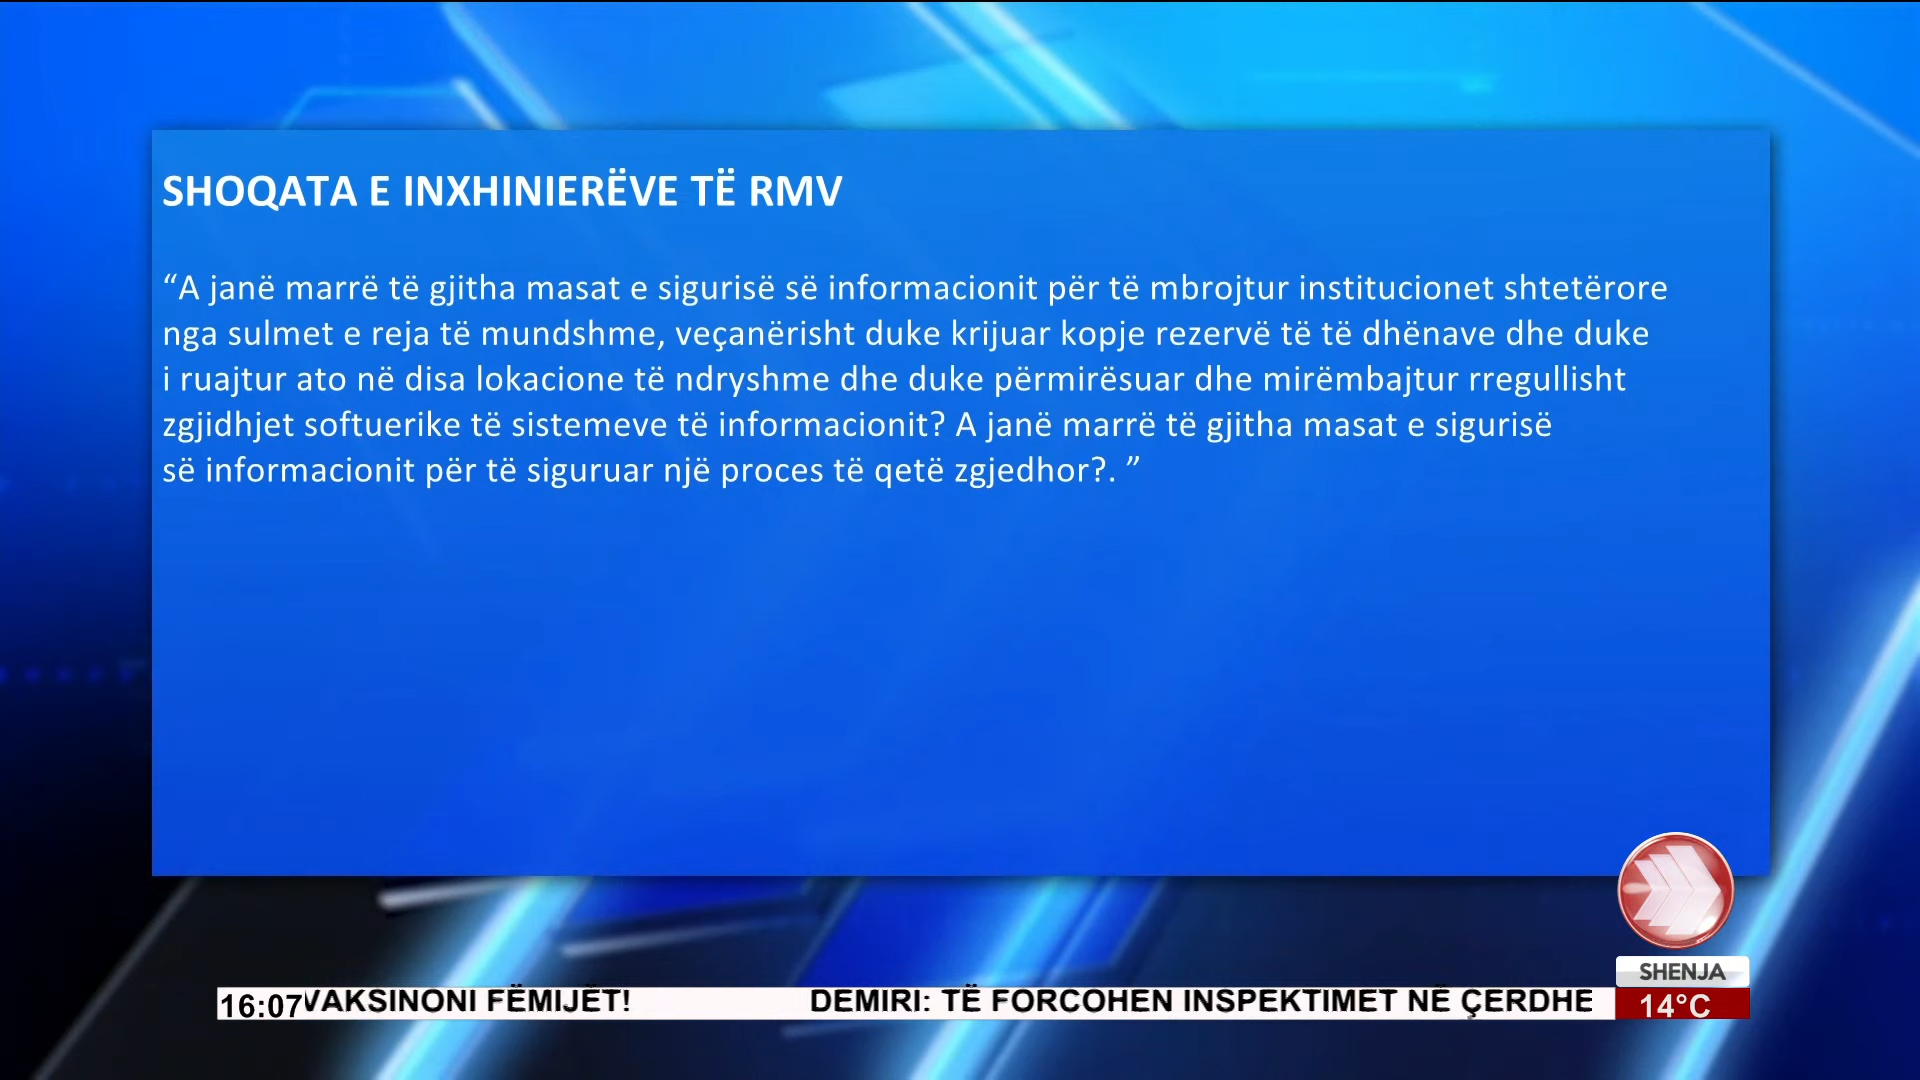 SHOQATA E INXHINIERËVE TË RMV
“A janë marrë të gjitha masat e sigurisë së informacionit për të mbrojtur institucionet shtetërore
nga sulmet e reja të mundshme, veçanërisht duke krijuar kopje rezervë të të dhënave dhe duke
i ruajtur ato në disa lokacione të ndryshme dhe duke përmirësuar dhe mirëmbajtur rregullisht
zgjidhjet softuerike të sistemeve të informacionit? A janë marrë të gjitha masat e sigurisë
së informacionit për të siguruar një proces të qetë zgjedhor?. ”
SHENJA
16:07 VAKSINONI FËMIJËT! DEMIRI: TË FORCOHEN INSPEKTIMET NË ÇERDHE 14°C